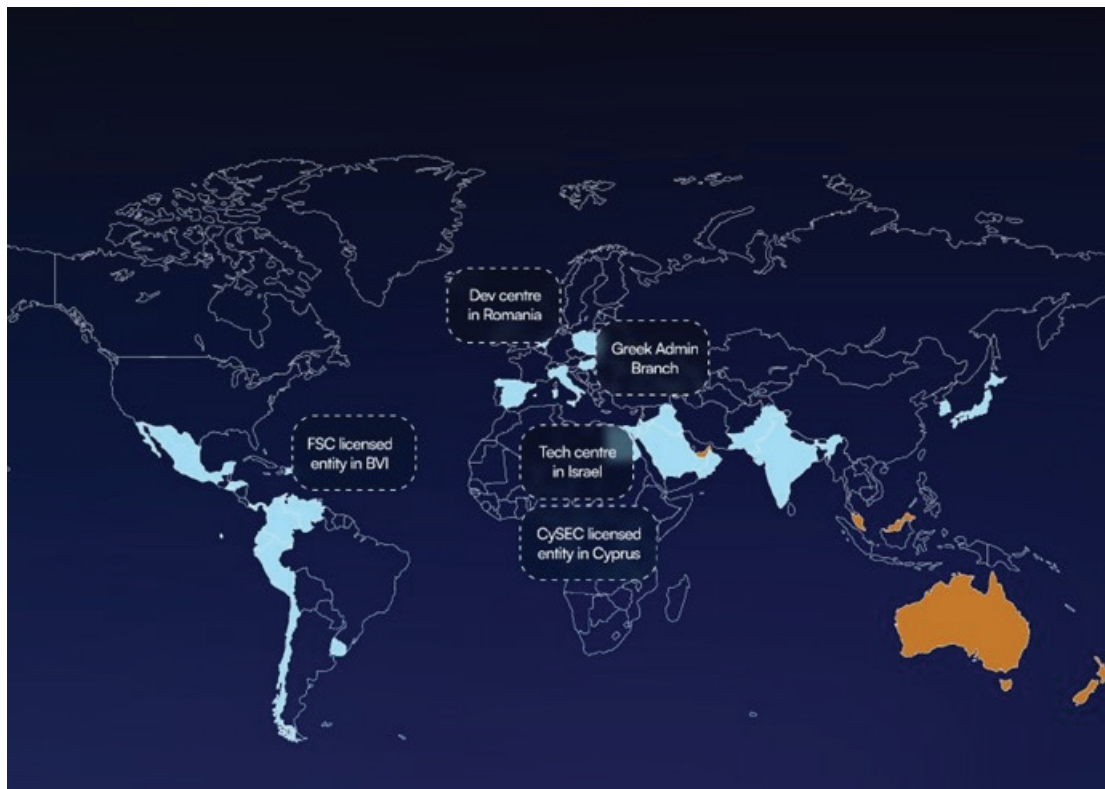 Dev centre
in Romania
Greek Admin
Branch
FSC licensed
entity in BVI
Tech centre
in Israel
CySEC licensed
entity in Cyprus